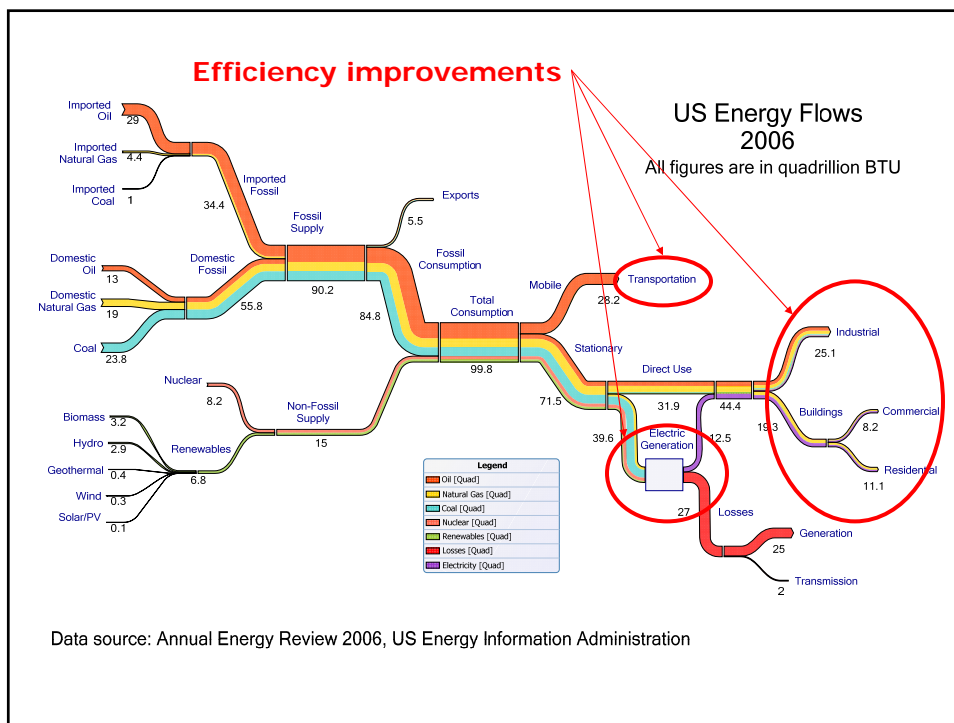 Efficiency improvements
US Energy Flows
2006
All figures are in quadrillion BTU
Imported
Oil
29
Imported
Natural Gas
4.4
Imported
Coal
1
Imported
Fossil
34.4
Domestic
Oil
13
Domestic
Natural Gas
19
Coal
23.8
Domestic
Fossil
55.8
Fossil
Supply
90.2
Exports
5.5
Fossil
Consumption
84.8
Nuclear
8.2
Biomass
3.2
Hydro
2.9
Geothermal
0.4
Wind
0.3
Solar/PV
0.1
Renewables
6.8
Non-Fossil
Supply
15
Total
Consumption
99.8
Mobile
28.2
Transportation
Stationary
71.5
Direct Use
31.9
39.6
Electric
Generation
12.5
44.4
Industrial
25.1
Buildings
19.3
Commercial
8.2
Residential
11.1
27
Losses
Generation
25
Transmission
2
Legend
Oil [Quad]
Natural Gas [Quad]
Coal [Quad]
Nuclear [Quad]
Renewables [Quad]
Losses [Quad]
Electricity [Quad]
Data source: Annual Energy Review 2006, US Energy Information Administration